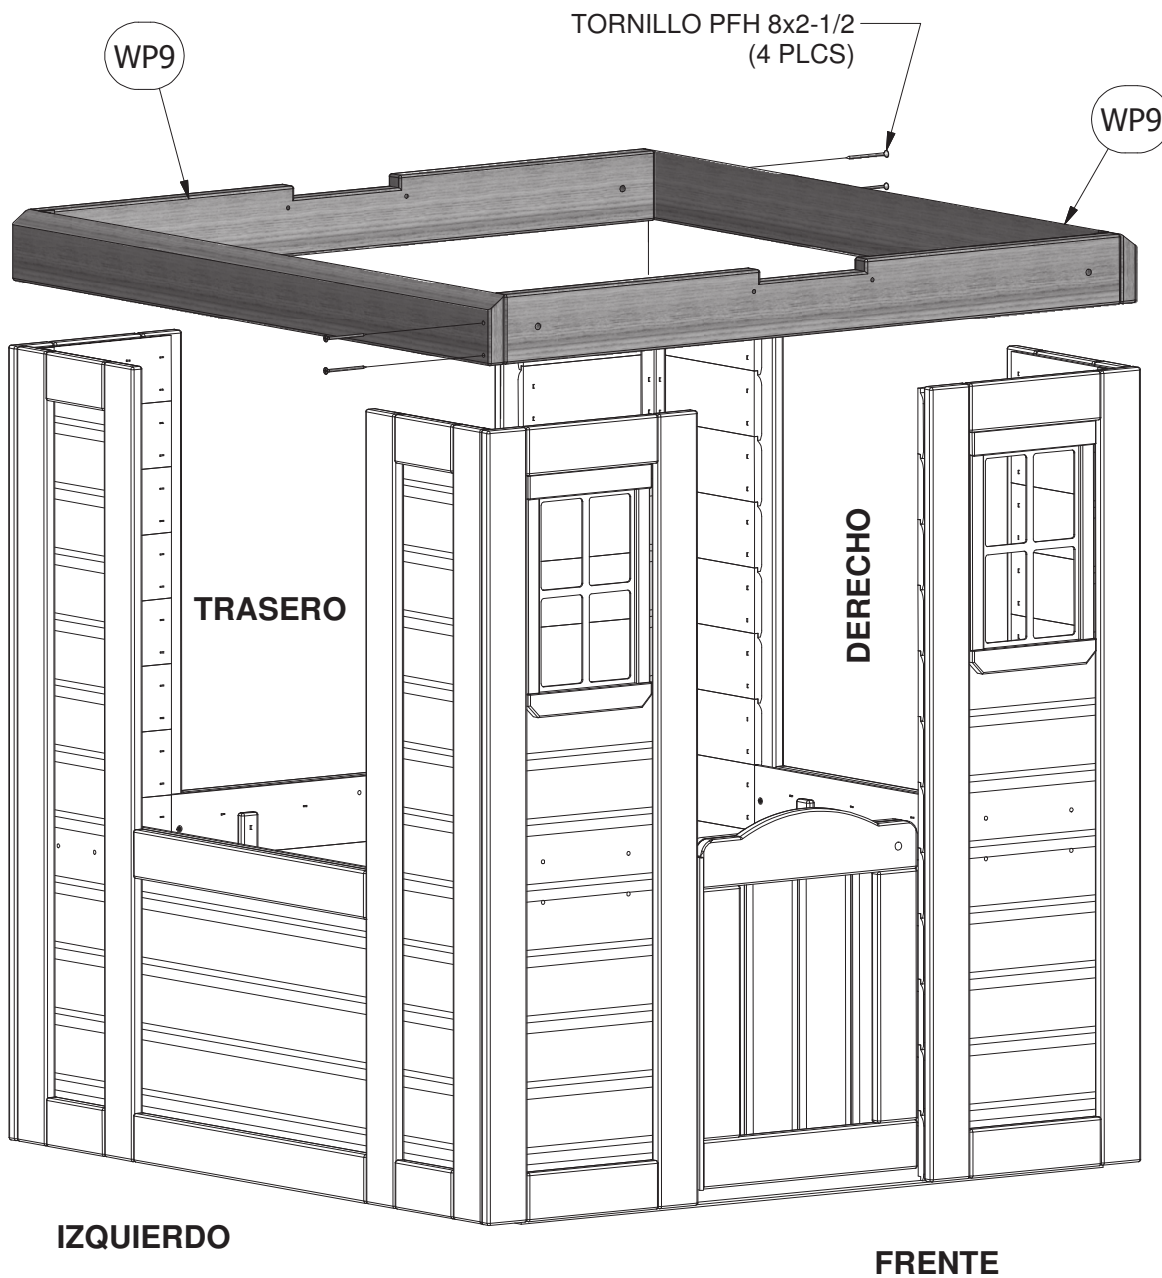 TORNILLO PFH 8x2-1/2
(4 PLCS)
WP9
WP9
TRASERO
DERECHO
IZQUIERDO
FRENTE